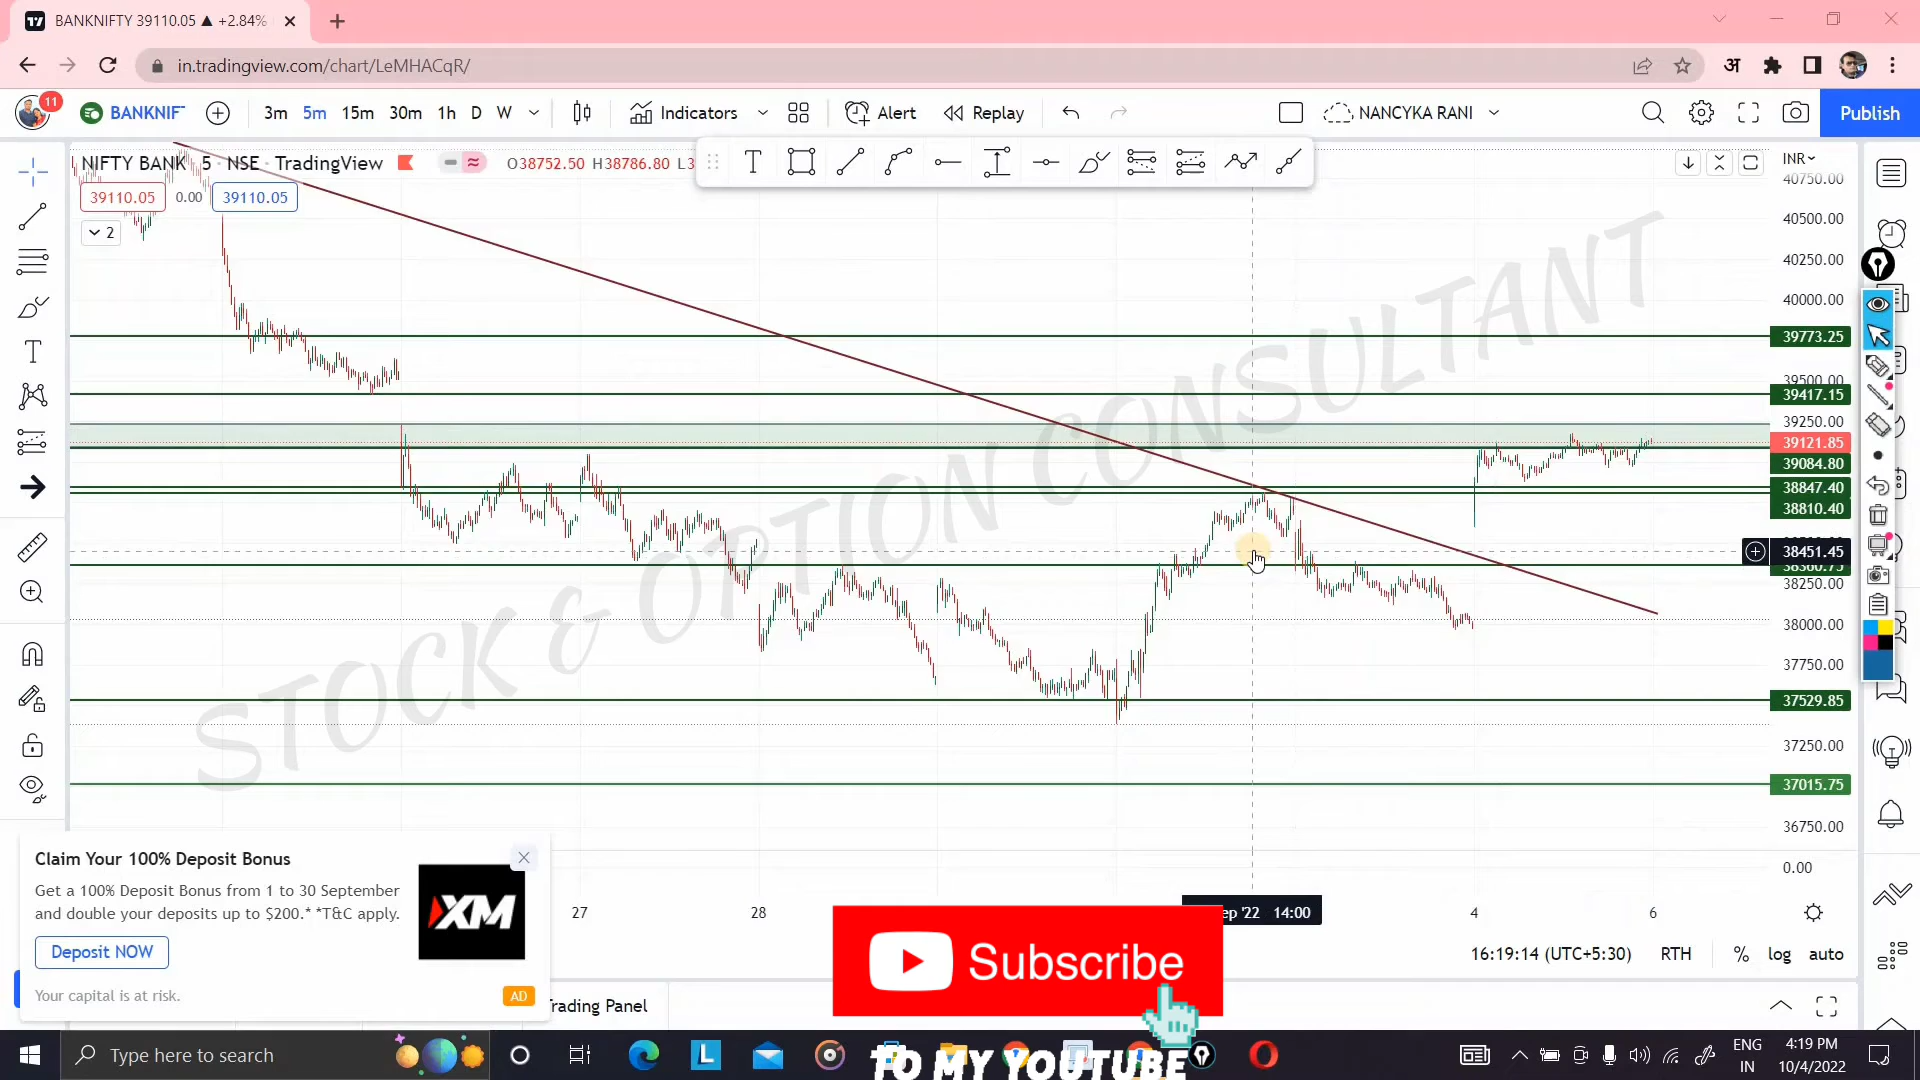 BANKNIFTY 39110.05 ▲ +2.84%
in.tradingview.com/chart/LeMHACqR/
अ
11
BANKNIF
3m 5m 15m 30m 1h D W
Indicators
Alert
Replay
NANCYKA RANI
Publish
NIFTY BANK · 5 · NSE · TradingView
O38752.50 H38786.80 L3
INR
39110.05 0.00 39110.05
2
STOCK & OPTION CONSULTANT
40750.00
40500.00
40250.00
40000.00
39773.25
39500.00
39417.15
39250.00
39121.85
39084.80
38847.40
38810.40
38451.45
38360.75
38250.00
38000.00
37750.00
37529.85
37250.00
37015.75
36750.00
0.00
Claim Your 100% Deposit Bonus
Get a 100% Deposit Bonus from 1 to 30 September
and double your deposits up to $200.* *T&C apply.
XM
Deposit NOW
Your capital is at risk.
AD
27 28 ep '22 14:00 4 6
Subscribe
16:19:14 (UTC+5:30) RTH % log auto
Trading Panel
TO MY YOUTUBE
Type here to search
L
ENG
IN
4:19 PM
10/4/2022